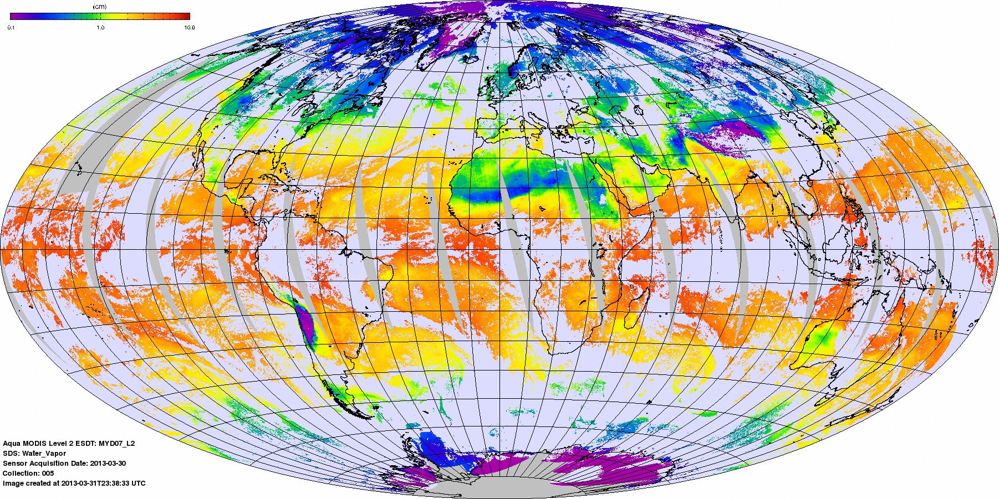 (cm)
0.1 1.0 10.0
Aqua MODIS Level 2 ESDT: MYD07_L2
SDS: Water_Vapor
Sensor Acquisition Date: 2013-03-30
Collection: 005
Image created at 2013-03-31T23:38:33 UTC